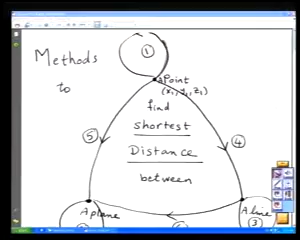 Methods
to
①
A Point
(x₁, y₁, z₁)
find
shortest
Distance
between
⑤
④
A plane
A line
③